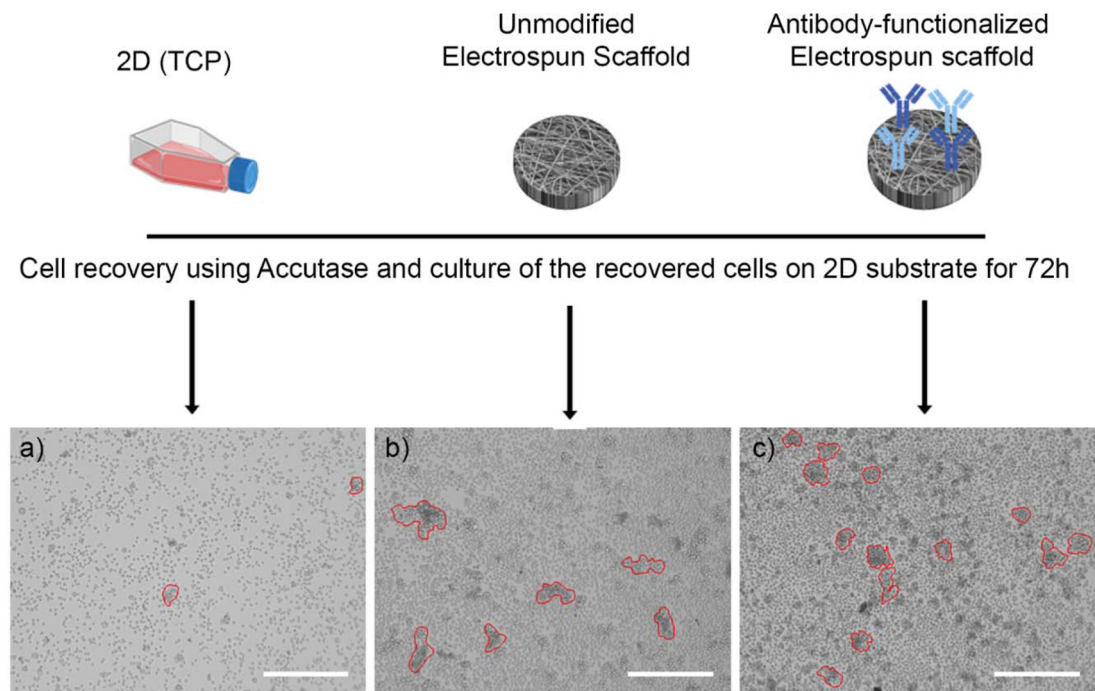 2D (TCP)
Unmodified
Electrospun Scaffold
Antibody-functionalized
Electrospun scaffold
Cell recovery using Accutase and culture of the recovered cells on 2D substrate for 72h
a)
b)
c)